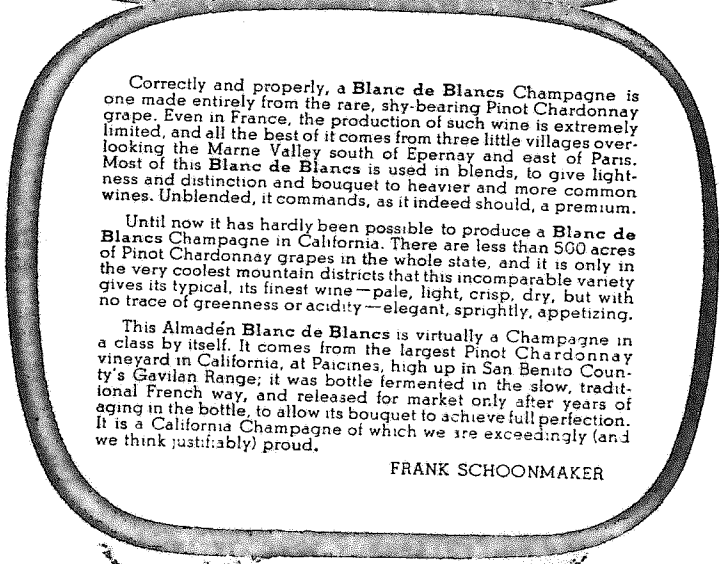 Correctly and properly, a Blanc de Blancs Champagne is
one made entirely from the rare, shy-bearing Pinot Chardonnay
grape. Even in France, the production of such wine is extremely
limited, and all the best of it comes from three little villages over-
looking the Marne Valley south of Epernay and east of Paris.
Most of this Blanc de Blancs is used in blends, to give light-
ness and distinction and bouquet to heavier and more common
wines. Unblended, it commands, as it indeed should, a premium.
Until now it has hardly been possible to produce a Blanc de
Blancs Champagne in California. There are less than 500 acres
of Pinot Chardonnay grapes in the whole state, and it is only in
the very coolest mountain districts that this incomparable variety
gives its typical, its finest wine—pale, light, crisp, dry, but with
no trace of greenness or acidity—elegant, sprightly, appetizing.
This Almadén Blanc de Blancs is virtually a Champagne in
a class by itself. It comes from the largest Pinot Chardonnay
vineyard in California, at Paicines, high up in San Benito Coun-
ty's Gavilan Range; it was bottle fermented in the slow, tradit-
ional French way, and released for market only after years of
aging in the bottle, to allow its bouquet to achieve full perfection.
It is a California Champagne of which we are exceedingly (and
we think justifiably) proud.
FRANK SCHOONMAKER